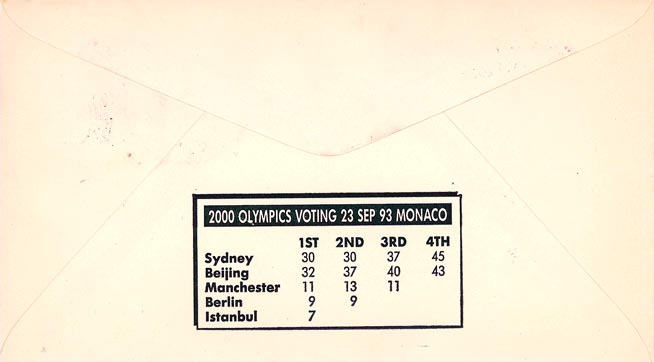 2000 OLYMPICS VOTING 23 SEP 93 MONACO
1ST 2ND 3RD 4TH
Sydney 30 30 37 45
Beijing 32 37 40 43
Manchester 11 13 11
Berlin 9 9
Istanbul 7